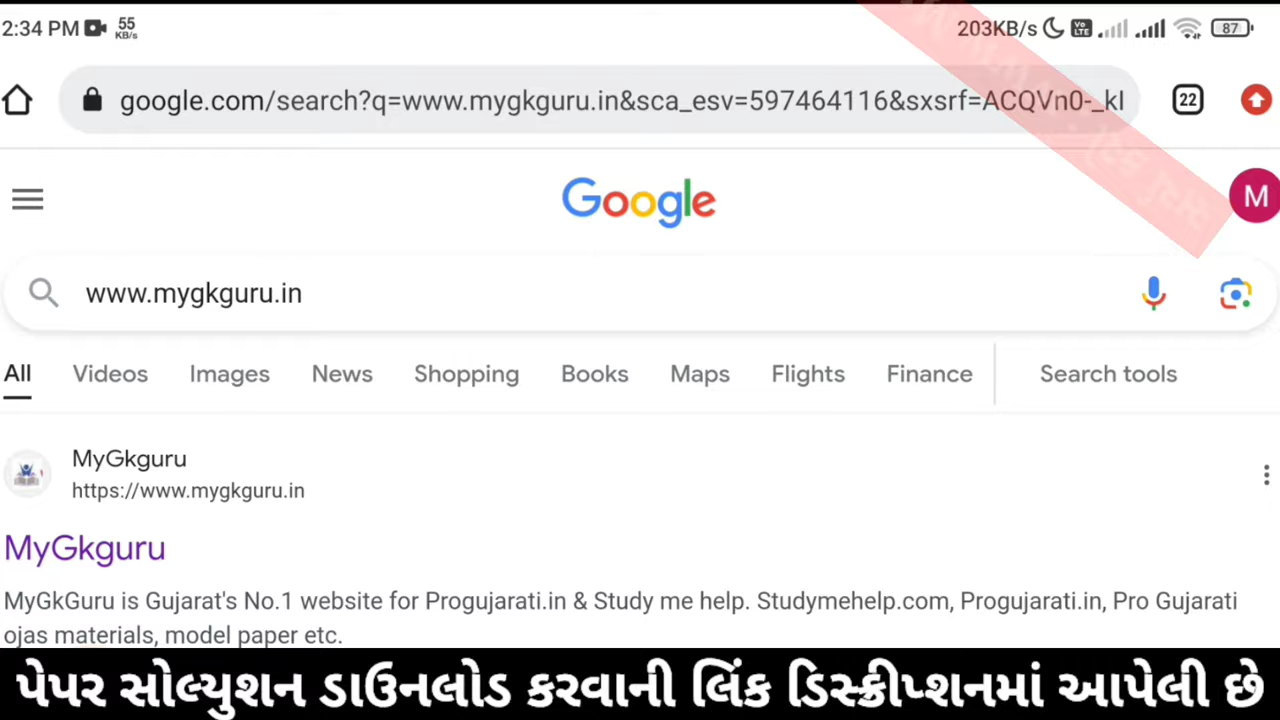 2:34 PM 55 KB/s 203KB/s Vo LTE 87
google.com/search?q=www.mygkguru.in&sca_esv=597464116&sxsrf=ACQVn0-_kI 22
Google M
www.mygkguru.in
All Videos Images News Shopping Books Maps Flights Finance Search tools
MyGkguru
https://www.mygkguru.in
MyGkguru
MyGkGuru is Gujarat's No.1 website for Progujarati.in & Study me help. Studymehelp.com, Progujarati.in, Pro Gujarati
ojas materials, model paper etc.
પેપર સોલ્યુશન ડાઉનલોડ કરવાની લિંક ડિસ્ક્રીપ્શનમાં આપેલી છે